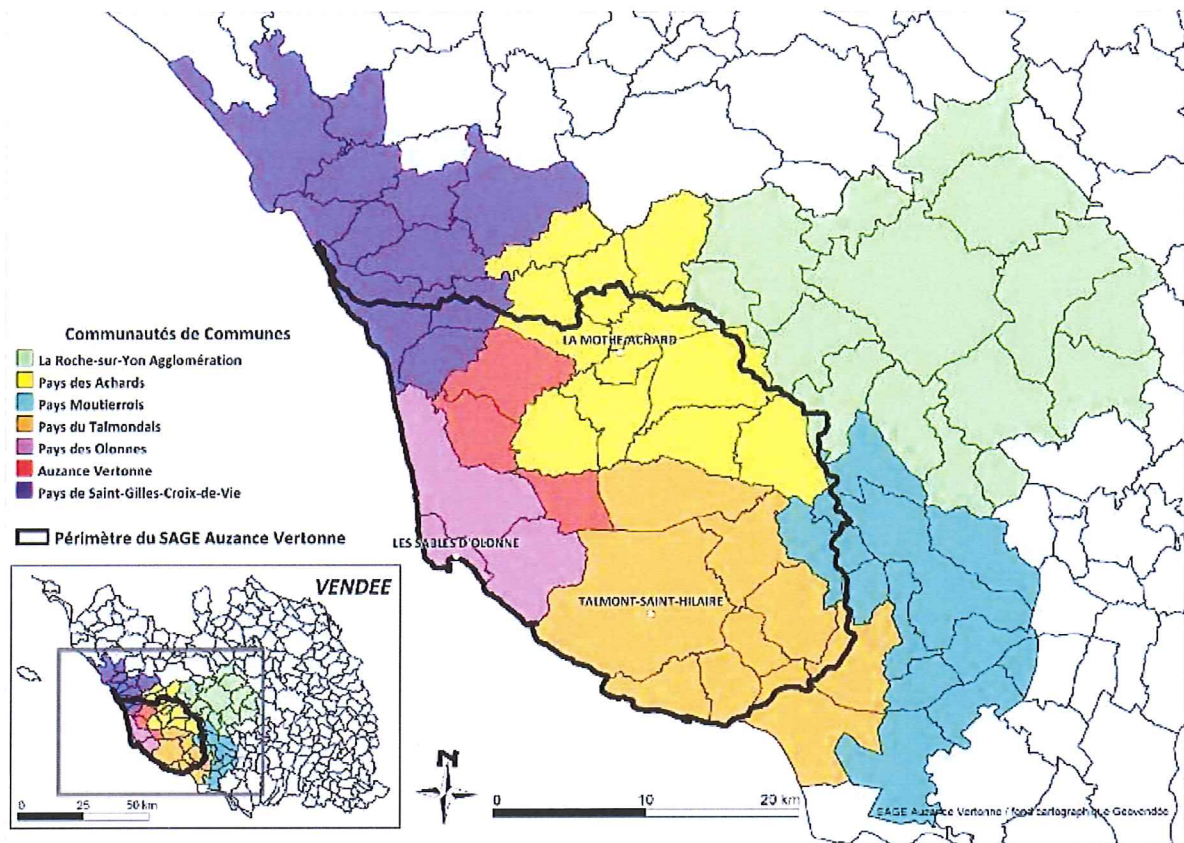 LA MOTHE/ACHARD
Communautés de Communes
La Roche-sur-Yon Agglomération
Pays des Achards
Pays Moutierrois
Pays du Talmondais
Pays des Olonnes
Auzance Vertonne
Pays de Saint-Gilles-Croix-de-Vie
Périmètre du SAGE Auzance Vertonne
LES SABLES D'OLONNE
TALMONT-SAINT-HILAIRE
VENDEE
0 25 50 km
N
0 10 20 km
SAGE Auzance Vertonne / fond cartographique Geovendée